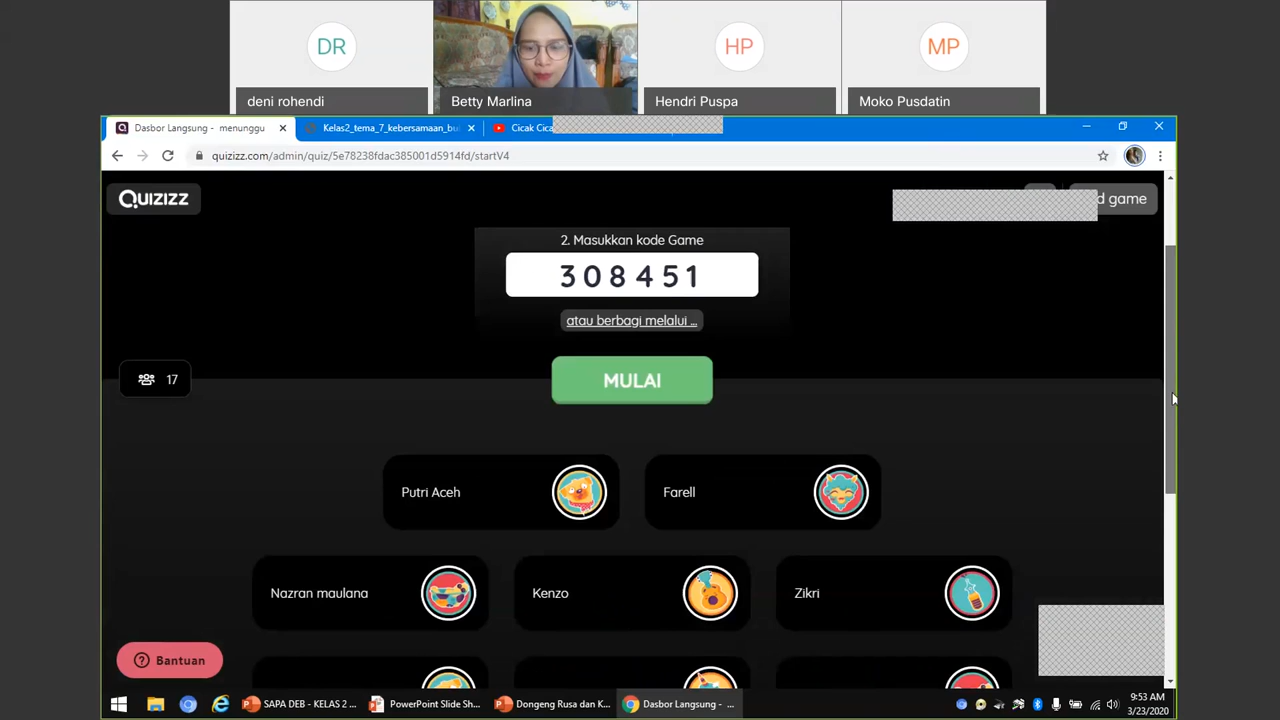 DR
HP
MP
deni rohendi
Betty Marlina
Hendri Puspa
Moko Pusdatin
Dasbor Langsung - menunggu
Kelas2_tema_7_kebersamaan_bu
Cicak Cica
quizizz.com/admin/quiz/5e78238fdac385001d5914fd/startV4
Quizizz
d game
2. Masukkan kode Game
308451
atau berbagi melalui ...
17
MULAI
Putri Aceh
Farell
Nazran maulana
Kenzo
Zikri
Bantuan
SAPA DEB - KELAS 2 ...
PowerPoint Slide Sh...
Dongeng Rusa dan K...
Dasbor Langsung - ...
9:53 AM
3/23/2020